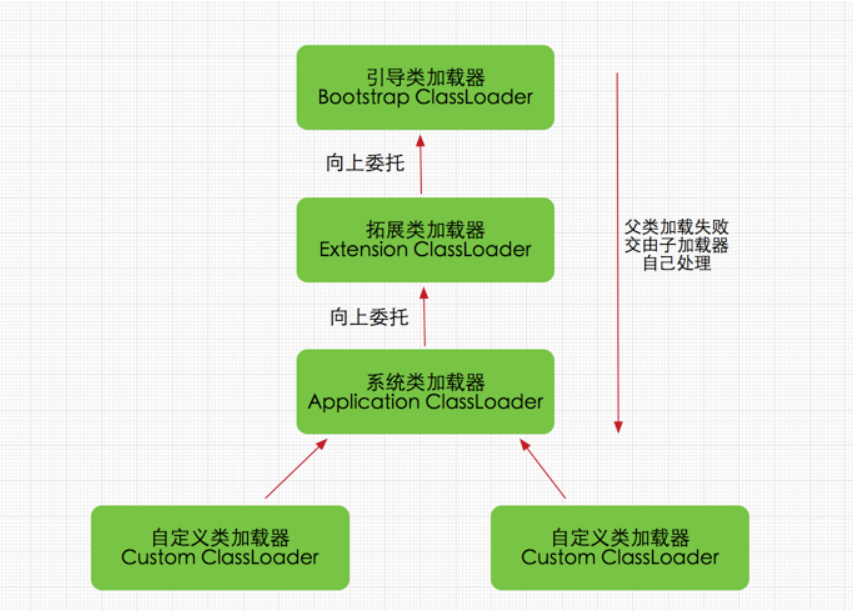 引导类加载器
Bootstrap ClassLoader
向上委托
拓展类加载器
Extension ClassLoader
父类加载失败
交由子加载器
自己处理
向上委托
系统类加载器
Application ClassLoader
自定义类加载器
Custom ClassLoader
自定义类加载器
Custom ClassLoader